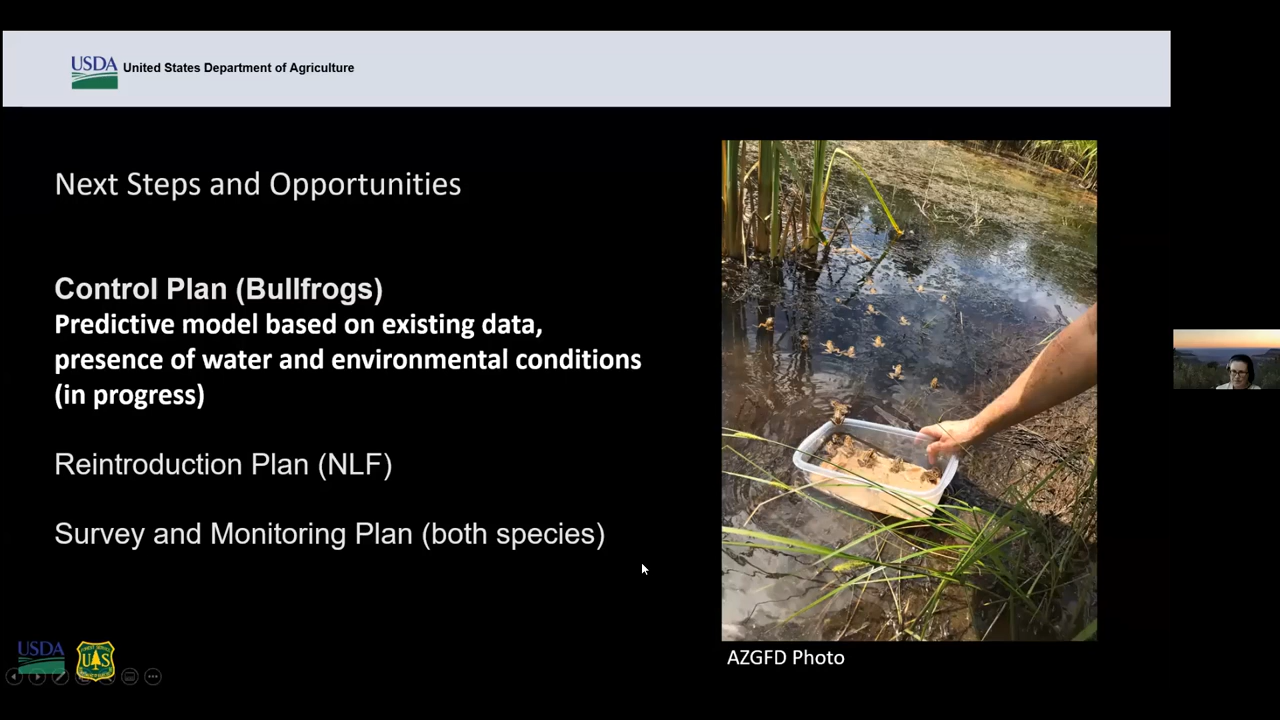 USDA United States Department of Agriculture
Next Steps and Opportunities
Control Plan (Bullfrogs)
Predictive model based on existing data,
presence of water and environmental conditions
(in progress)
Reintroduction Plan (NLF)
Survey and Monitoring Plan (both species)
AZGFD Photo
USDA
U S